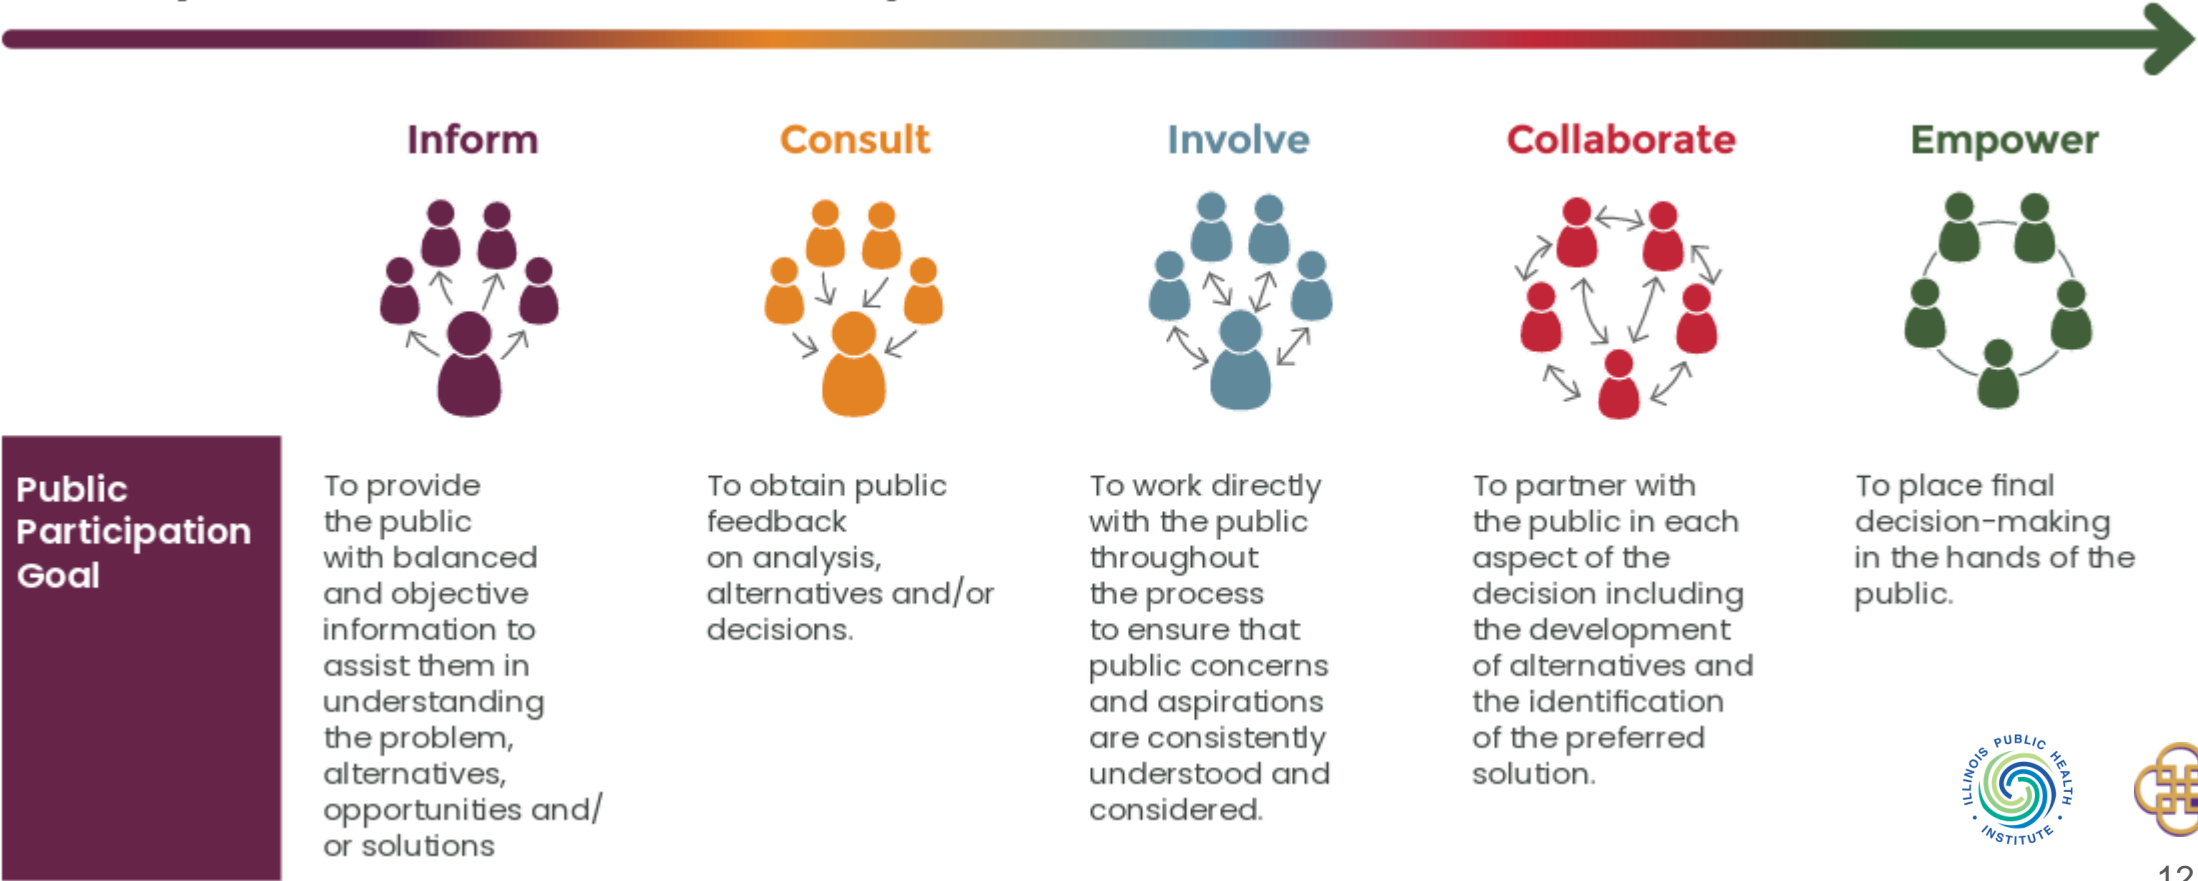 Inform
Consult
Involve
Collaborate
Empower
Public
Participation
Goal
To provide
the public
with balanced
and objective
information to
assist them in
understanding
the problem,
alternatives,
opportunities and/
or solutions
To obtain public
feedback
on analysis,
alternatives and/or
decisions.
To work directly
with the public
throughout
the process
to ensure that
public concerns
and aspirations
are consistently
understood and
considered.
To partner with
the public in each
aspect of the
decision including
the development
of alternatives and
the identification
of the preferred
solution.
To place final
decision-making
in the hands of the
public.
ILLINOIS PUBLIC HEALTH
• INSTITUTE •
12